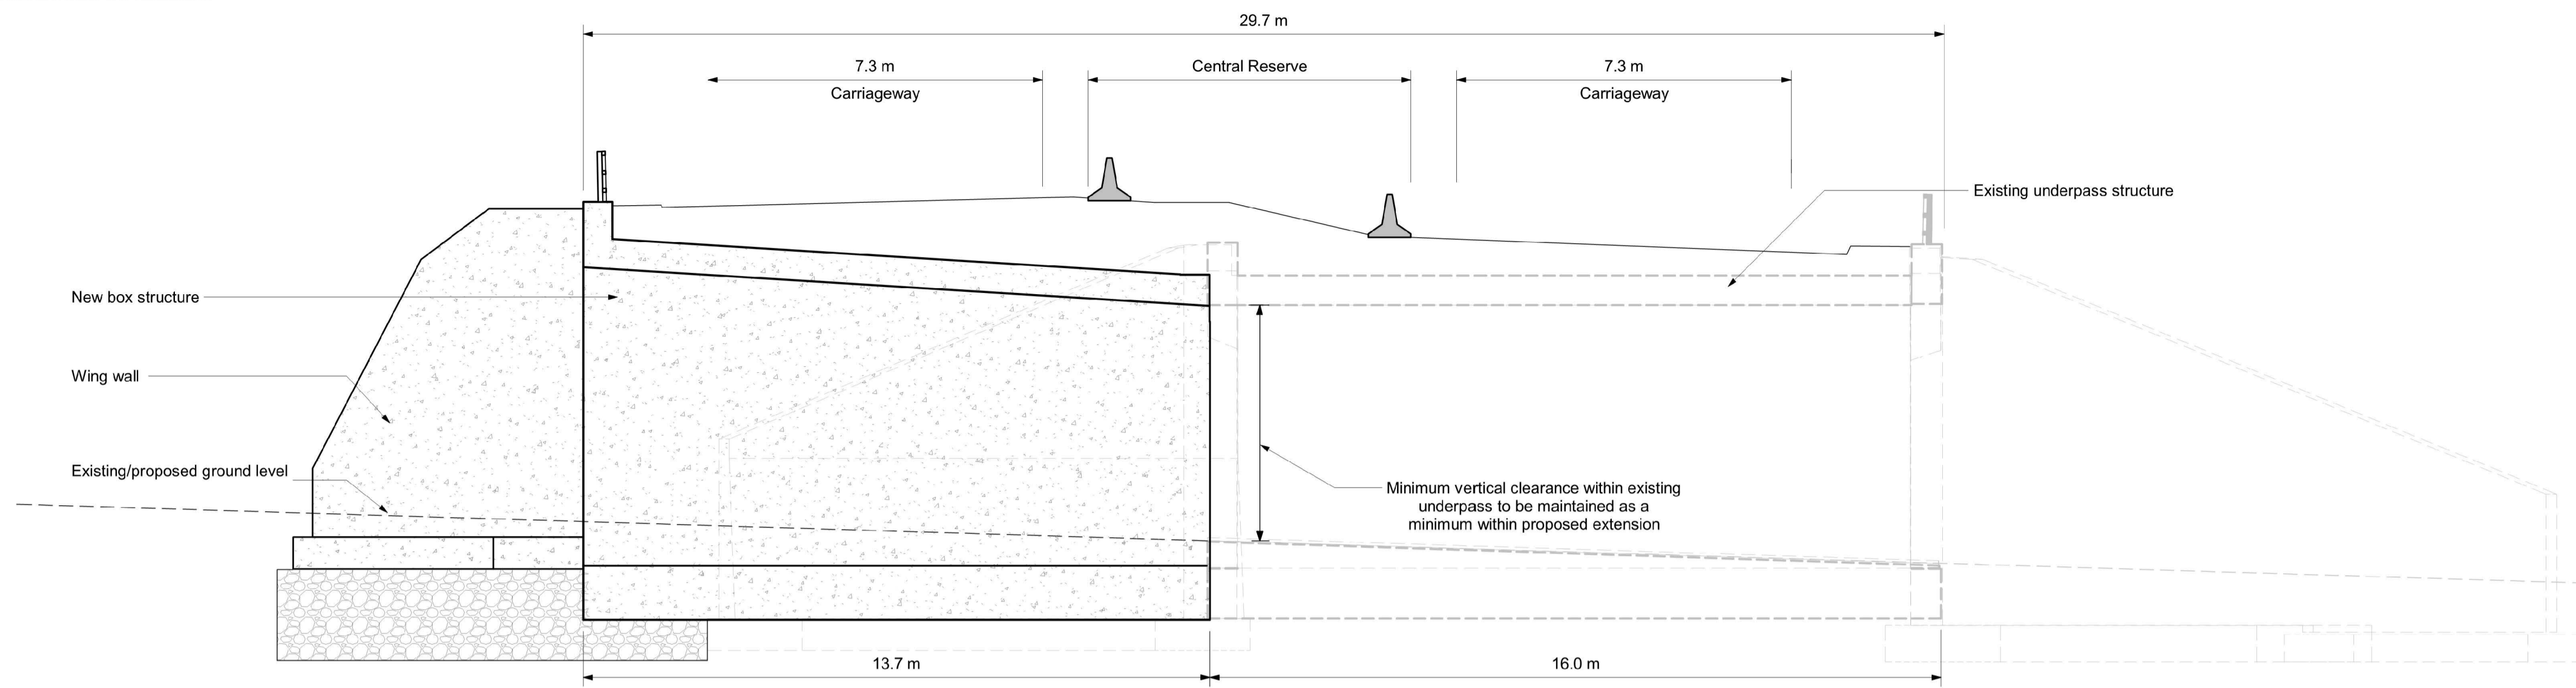 29.7 m
7.3 m
Central Reserve
7.3 m
Carriageway
Carriageway
Existing underpass structure
New box structure
Wing wall
Existing/proposed ground level
Minimum vertical clearance within existing
underpass to be maintained as a
minimum within proposed extension
13.7 m
16.0 m